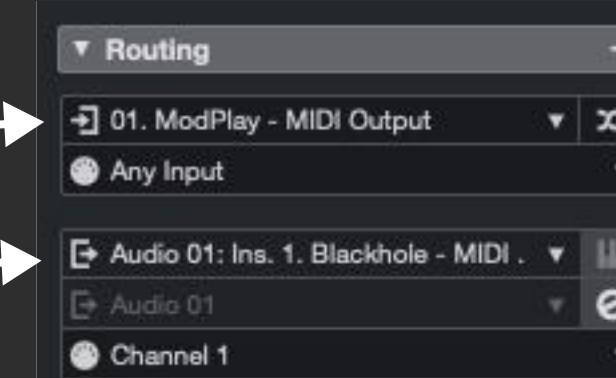 Routing
01. ModPlay - MIDI Output
Any Input
Audio 01: Ins. 1. Blackhole - MIDI .
Audio 01
Channel 1